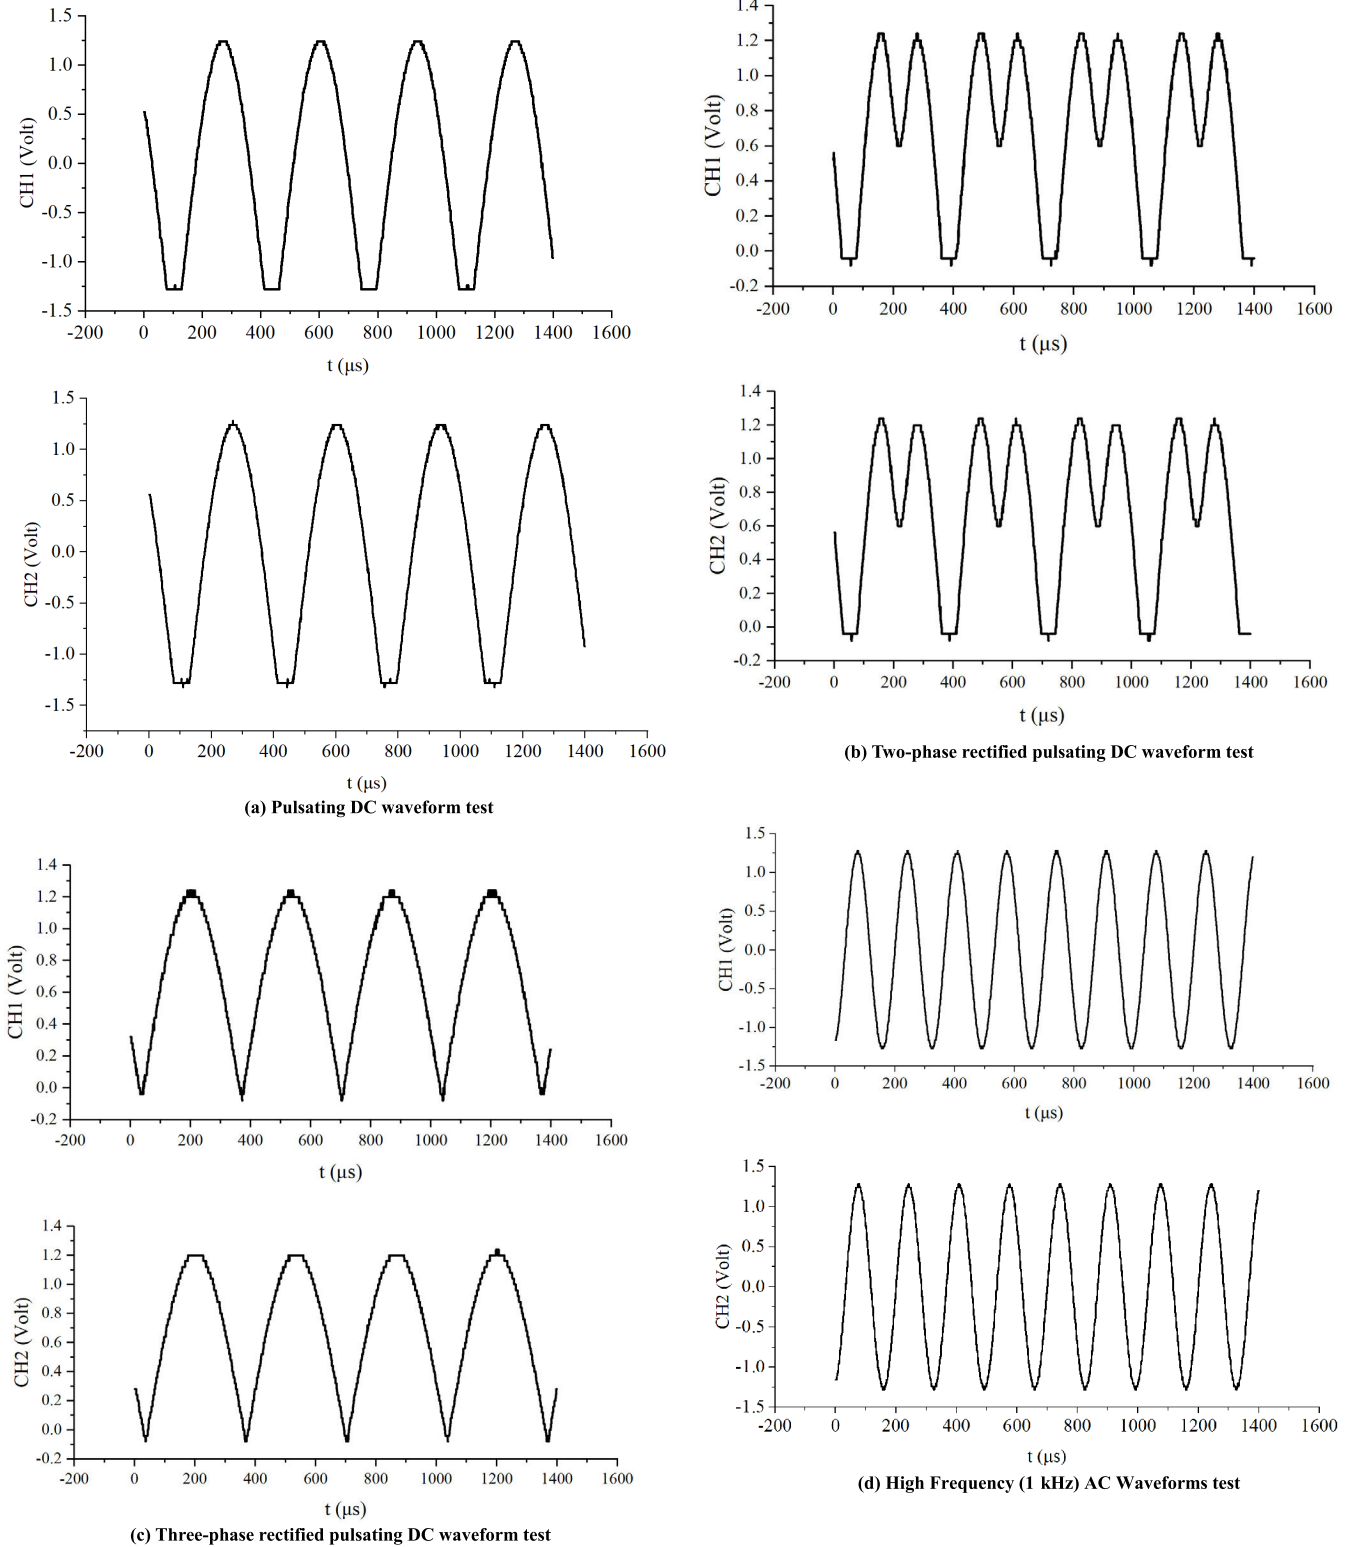 1.5
1.0
0.5
0.0
-0.5
-1.0
-1.5
CH1 (Volt)
-200 0 200 400 600 800 1000 1200 1400 1600
t (μs)
1.5
1.0
0.5
0.0
-0.5
-1.0
-1.5
CH2 (Volt)
-200 0 200 400 600 800 1000 1200 1400 1600
t (μs)
(a) Pulsating DC waveform test
1.4
1.2
1.0
0.8
0.6
0.4
0.2
0.0
-0.2
CH1 (Volt)
-200 0 200 400 600 800 1000 1200 1400 1600
t (μs)
1.4
1.2
1.0
0.8
0.6
0.4
0.2
0.0
-0.2
CH2 (Volt)
-200 0 200 400 600 800 1000 1200 1400 1600
t (μs)
(b) Two-phase rectified pulsating DC waveform test
1.4
1.2
1.0
0.8
0.6
0.4
0.2
0.0
-0.2
CH1 (Volt)
-200 0 200 400 600 800 1000 1200 1400 1600
t (μs)
1.4
1.2
1.0
0.8
0.6
0.4
0.2
0.0
-0.2
CH2 (Volt)
-200 0 200 400 600 800 1000 1200 1400 1600
t (μs)
(c) Three-phase rectified pulsating DC waveform test
1.5
1.0
0.5
0.0
-0.5
-1.0
-1.5
CH1 (Volt)
-200 0 200 400 600 800 1000 1200 1400 1600
t (μs)
1.5
1.0
0.5
0.0
-0.5
-1.0
-1.5
CH2 (Volt)
-200 0 200 400 600 800 1000 1200 1400 1600
t (μs)
(d) High Frequency (1 kHz) AC Waveforms test